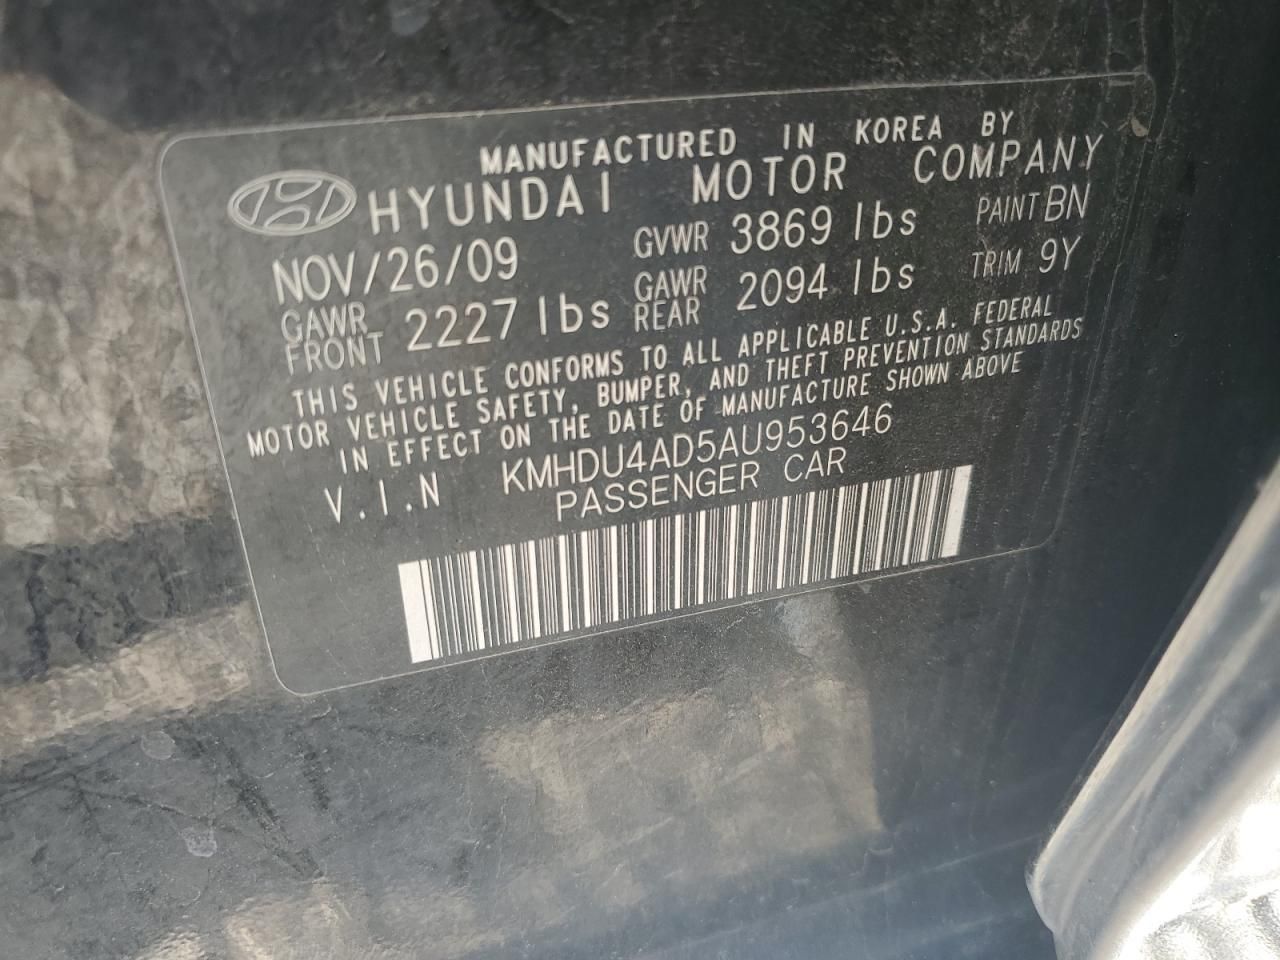 MANUFACTURED IN KOREA BY
HYUNDAI MOTOR COMPANY
NOV/26/09 GVWR 3869 lbs PAINT BN
GAWR FRONT 2227 lbs GAWR REAR 2094 lbs TRIM 9Y
THIS VEHICLE CONFORMS TO ALL APPLICABLE U.S.A. FEDERAL
MOTOR VEHICLE SAFETY, BUMPER, AND THEFT PREVENTION STANDARDS
IN EFFECT ON THE DATE OF MANUFACTURE SHOWN ABOVE
V.I.N KMHDU4AD5AU953646
PASSENGER CAR